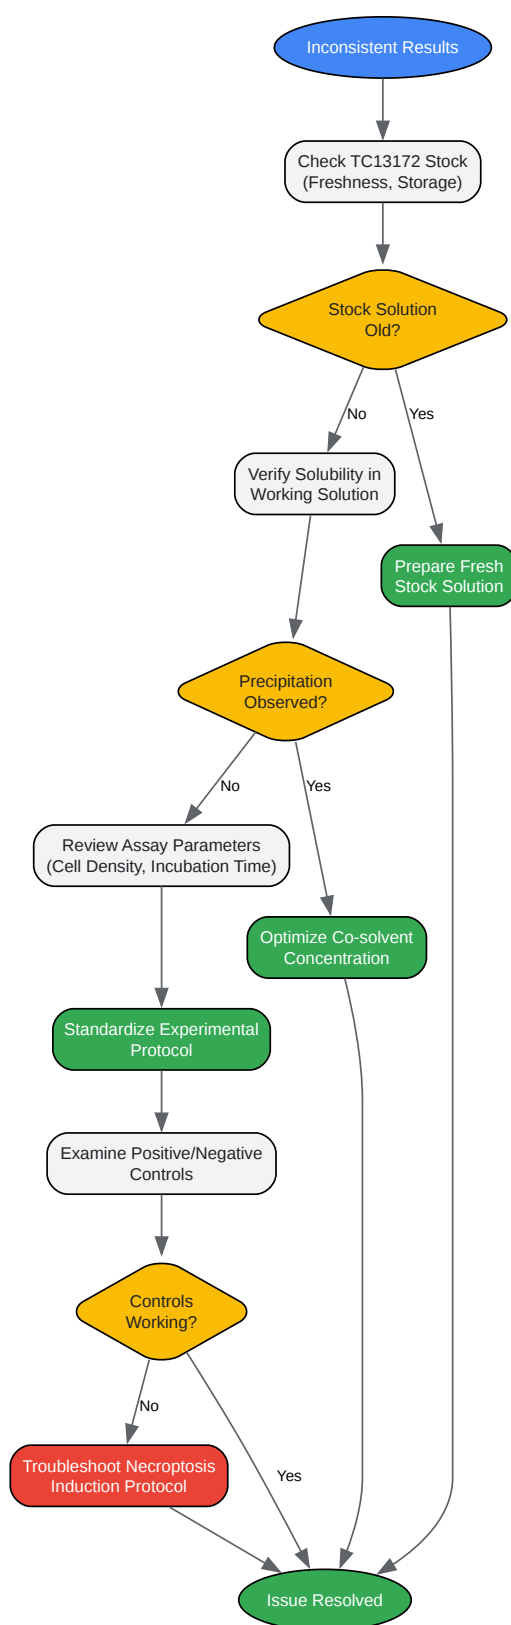 Inconsistent Results
Check TC13172 Stock
(Freshness, Storage)
Stock Solution
Old?
No
Yes
Verify Solubility in
Working Solution
Prepare Fresh
Stock Solution
Precipitation
Observed?
No
Yes
Review Assay Parameters
(Cell Density, Incubation Time)
Optimize Co-solvent
Concentration
Standardize Experimental
Protocol
Examine Positive/Negative
Controls
Controls
Working?
No
Yes
Troubleshoot Necroptosis
Induction Protocol
Issue Resolved